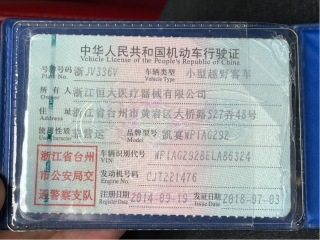 中华人民共和国机动车行驶证
Vehicle License of the People's Republic of China
号牌号码 浙JV336V 车辆类型 小型越野客车
Plate No. Vehicle Type
所有人 浙江恒大医疗器械有限公司
Owner
住址 浙江省台州市黄岩区大桥路327弄48号
Address
使用性质 非营运 品牌型号 凯宴WP1AG292
Use Character Model
浙江省台州 车辆识别代号 WP1AG292BELA86324
VIN
市公安局交 发动机号码 CJT221476
Engine No.
通警察支队 注册日期 2014-09-19 发证日期 2018-07-03
Register Date Issue Date